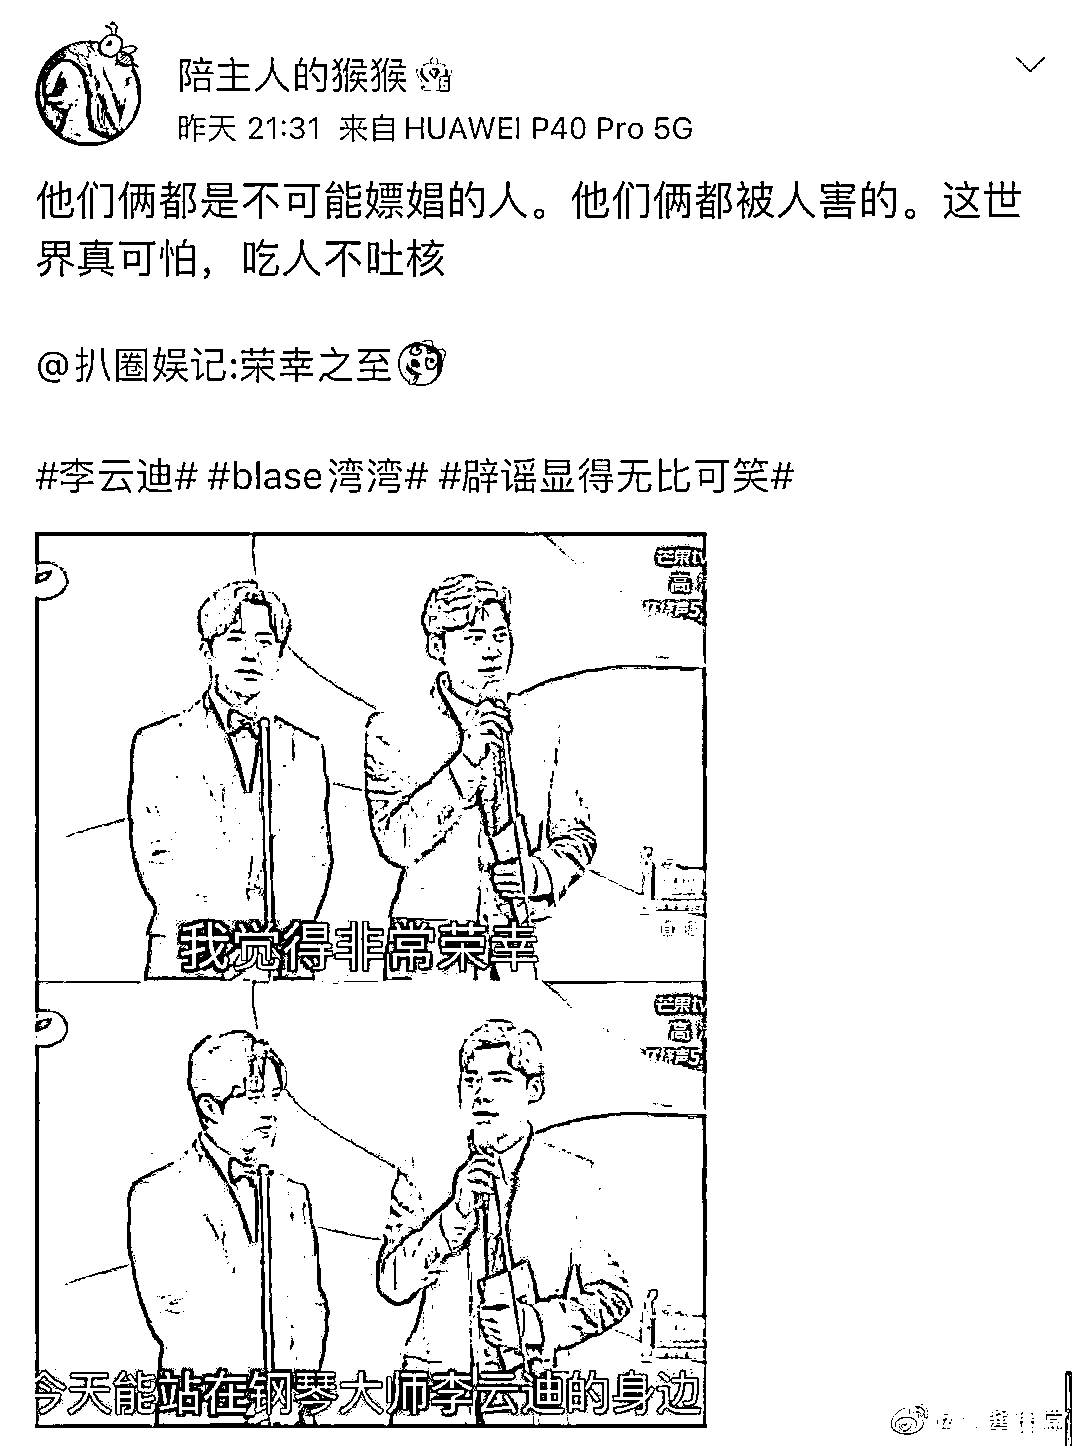 陪主人的猴猴
昨天 21:31 来自 HUAWEI P40 Pro 5G
他们俩都是不可能嫖娼的人。他们俩都被人害的。这世
界真可怕，吃人不吐核
@扒圈娱记:荣幸之至
#李云迪# #blase湾湾# #辟谣显得无比可笑#
芒果tv
高
我觉得非常荣幸
芒果tv
高
今天能站在钢琴大师李云迪的身边